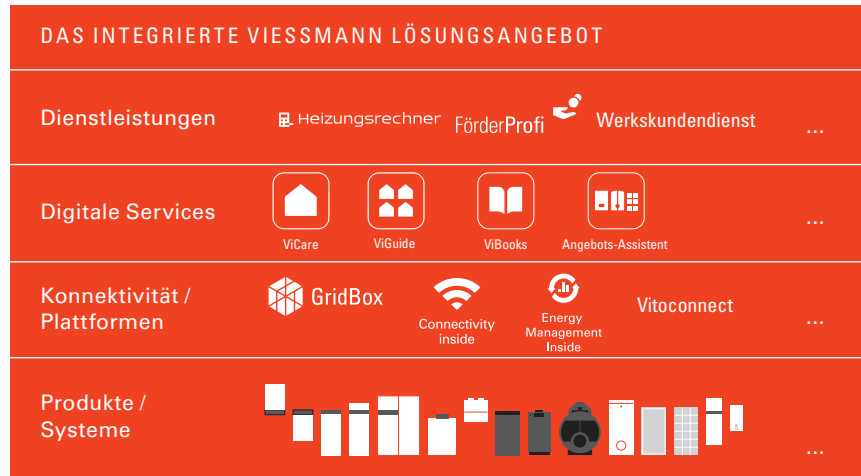 DAS INTEGRIERTE VIESSMANN LÖSUNGSANGEBOT
Dienstleistungen
Heizungsrechner
FörderProfi
Werkskundendienst
...
Digitale Services
ViCare
ViGuide
ViBooks
Angebots-Assistent
...
Konnektivität /
Plattformen
GridBox
Connectivity
inside
Energy
Management
Inside
Vitoconnect
...
Produkte /
Systeme
...